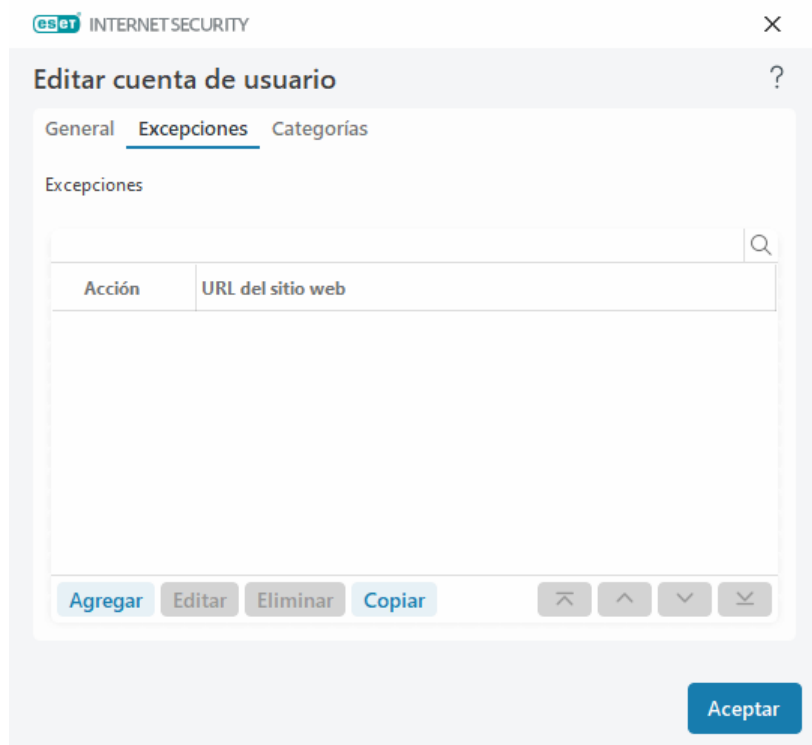 eset INTERNET SECURITY
Editar cuenta de usuario ?
General Excepciones Categorías
Excepciones
Acción URL del sitio web
Agregar Editar Eliminar Copiar
Aceptar